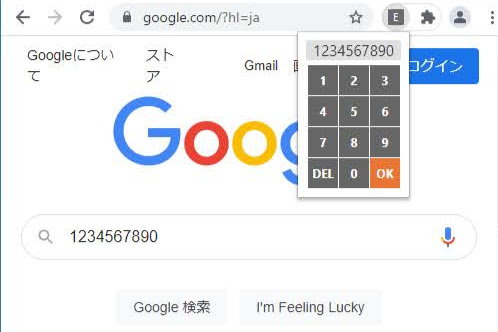 google.com/?hl=ja
E
Googleについ
て
スト
ア
Gmail
ログイン
1234567890
1 2 3
4 5 6
7 8 9
DEL 0 OK
Goog
1234567890
Google 検索
I'm Feeling Lucky